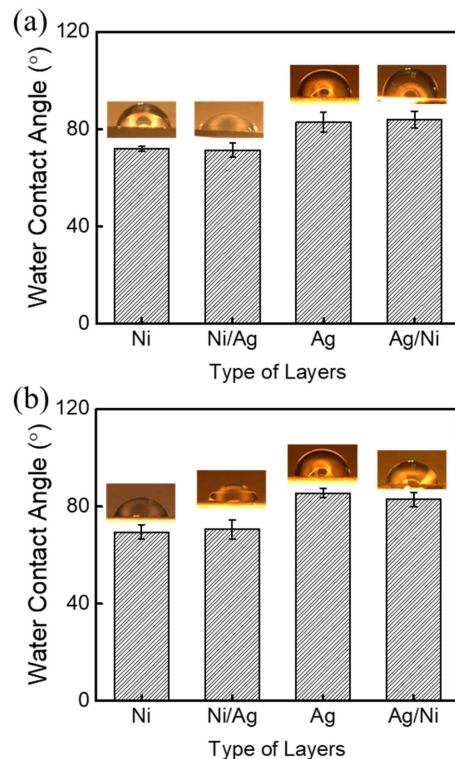 (a)
120
80
40
0
Water Contact Angle (°)
Ni Ni/Ag Ag Ag/Ni
Type of Layers
(b)
120
80
40
0
Water Contact Angle (°)
Ni Ni/Ag Ag Ag/Ni
Type of Layers